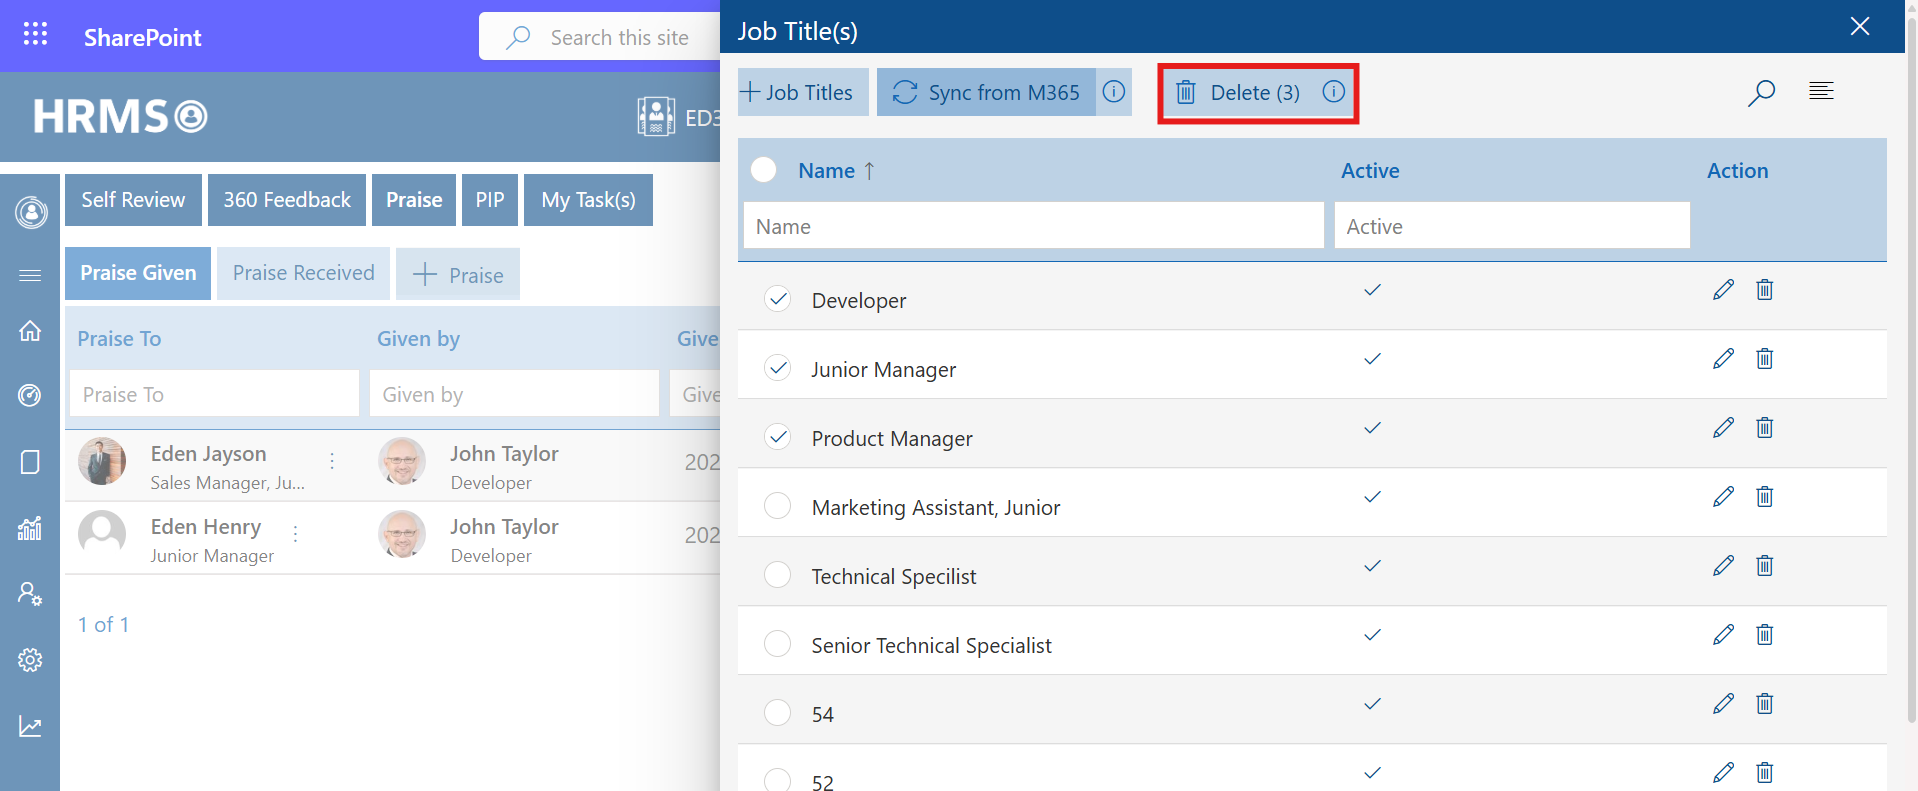 SharePoint
Search this site
HRMS
ED3
Self Review
360 Feedback
Praise
PIP
My Task(s)
Praise Given
Praise Received
Praise
Praise To
Given by
Give
Praise To
Given by
Give
Eden Jayson
Sales Manager, Ju...
John Taylor
Developer
202
Eden Henry
Junior Manager
John Taylor
Developer
202
1 of 1
Job Title(s)
Job Titles
Sync from M365
Delete (3)
Name ↑
Active
Action
Name
Active
Developer
Junior Manager
Product Manager
Marketing Assistant, Junior
Technical Specilist
Senior Technical Specialist
54
52